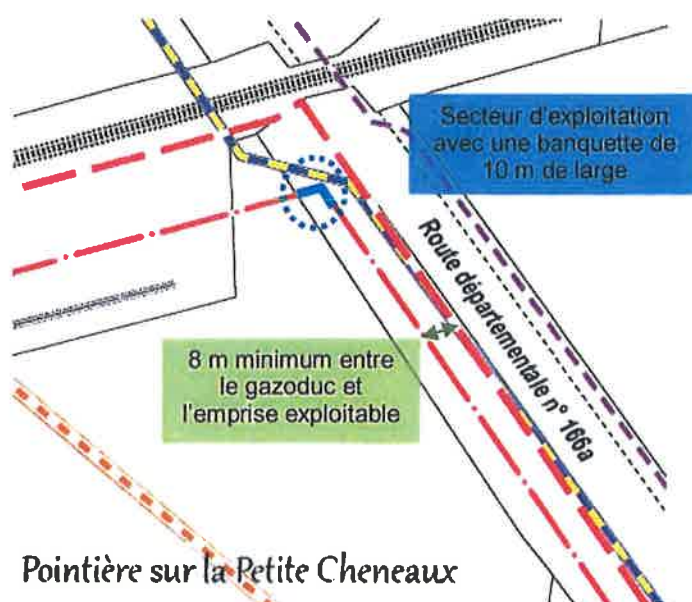 Secteur d'exploitation
avec une banquette de
10 m de large
Route départementale n° 166a
8 m minimum entre
le gazoduc et
l'emprise exploitable
Pointière sur la Petite Cheneaux